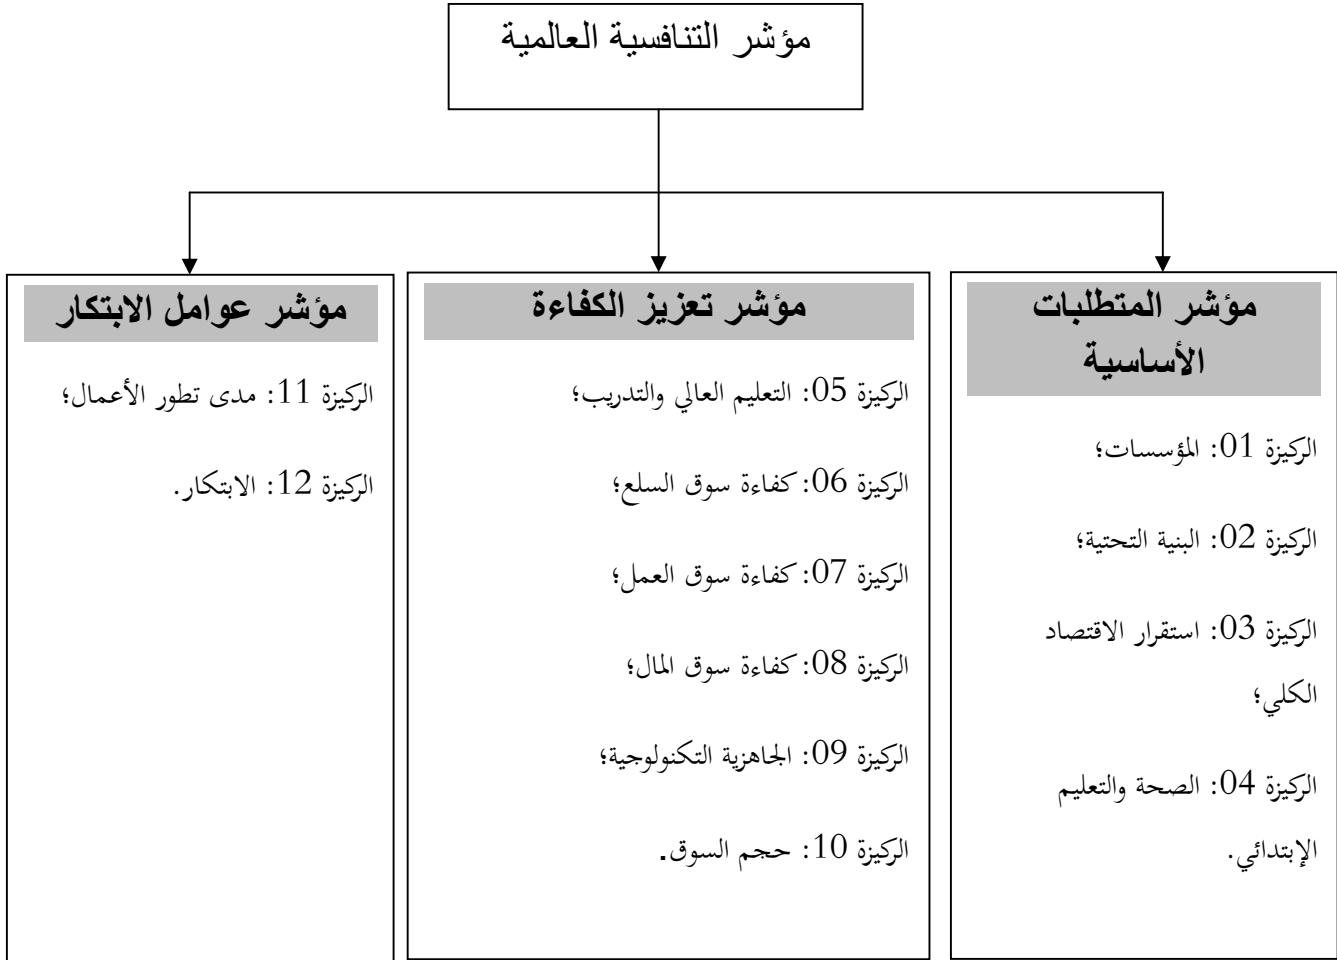 مؤشر التنافسية العالمية
مؤشر المتطلبات
الأساسية
الركيزة 01: المؤسسات؛
الركيزة 02: البنية التحتية؛
الركيزة 03: استقرار الاقتصاد
الكلي؛
الركيزة 04: الصحة والتعليم
الإبتدائي.
مؤشر تعزيز الكفاءة
الركيزة 05: التعليم العالي والتدريب؛
الركيزة 06: كفاءة سوق السلع؛
الركيزة 07: كفاءة سوق العمل؛
الركيزة 08: كفاءة سوق المال؛
الركيزة 09: الجاهزية التكنولوجية؛
الركيزة 10: حجم السوق.
مؤشر عوامل الابتكار
الركيزة 11: مدى تطور الأعمال؛
الركيزة 12: الابتكار.